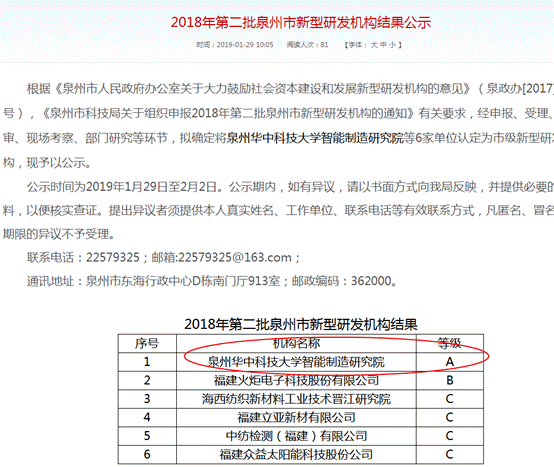 2018年第二批泉州市新型研发机构结果公示
时间：2019-01-29 10:05 阅读人次：81 【字体：大 中 小】
根据《泉州市人民政府办公室关于大力鼓励社会资本建设和发展新型研发机构的意见》（泉政办[2017]
号），《泉州市科技局关于组织申报2018年第二批泉州市新型研发机构的通知》有关要求，经申报、受理、
审、现场考察、部门研究等环节，拟确定将泉州华中科技大学智能制造研究院等6家单位认定为市级新型研发
构，现予以公示。
公示时间为2019年1月29日至2月2日。公示期内，如有异议，请以书面方式向我局反映，并提供必要的
料，以便核实查证。提出异议者须提供本人真实姓名、工作单位、联系电话等有效联系方式，凡匿名、冒名
期限的异议不予受理。
联系电话：22579325；邮箱:22579325@163.com；
通讯地址：泉州市东海行政中心D栋南门厅913室；邮政编码：362000。
2018年第二批泉州市新型研发机构结果
序号 机构名称 等级
1 泉州华中科技大学智能制造研究院 A
2 福建火炬电子科技股份有限公司 B
3 海西纺织新材料工业技术晋江研究院 C
4 福建立亚新材有限公司 C
5 中纺检测（福建）有限公司 C
6 福建众益太阳能科技股份公司 C